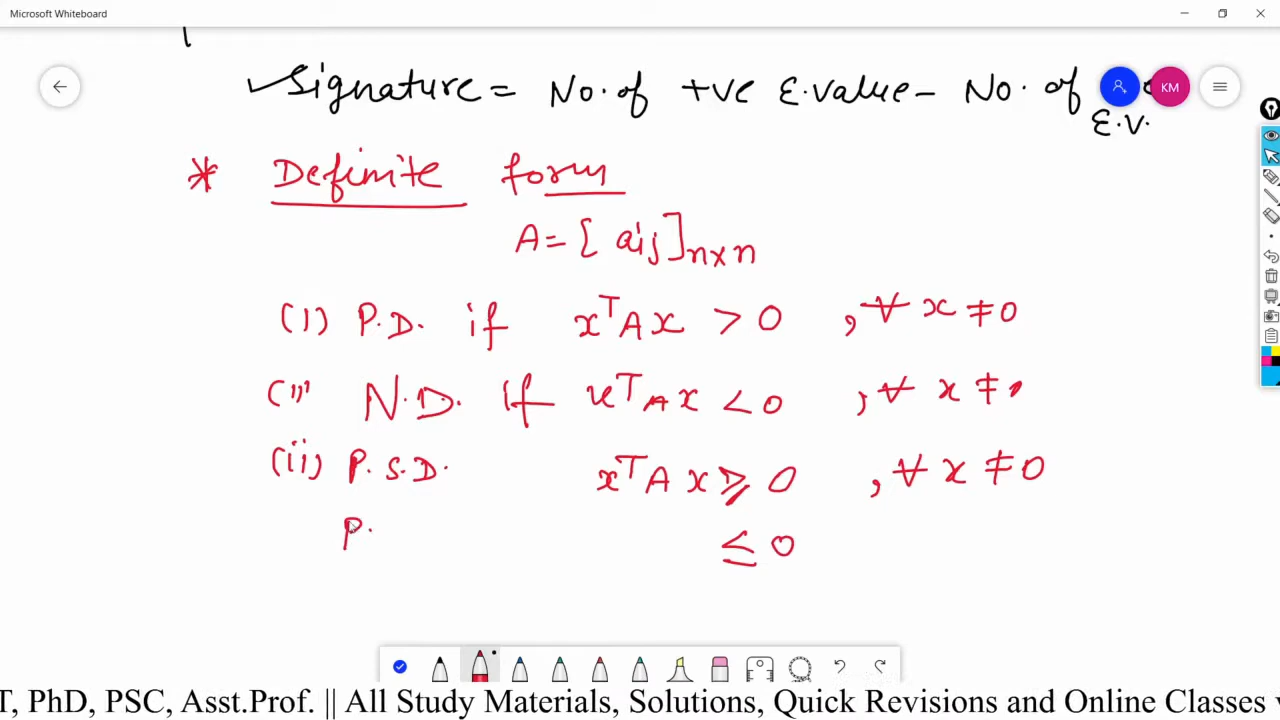 Microsoft Whiteboard
Signature = No. of +ve E.value - No. of
E.V.
KM
* Definite form
A = [aij]n×n
(i) P.D. if xᵀAx > 0 , ∀ x ≠ 0
(ii) N.D. if xᵀAx < 0 , ∀ x ≠
(iii) P.S.D. xᵀAx ≥ 0 , ∀ x ≠ 0
P. ≤ 0
T, PhD, PSC, Asst.Prof. || All Study Materials, Solutions, Quick Revisions and Online Classes